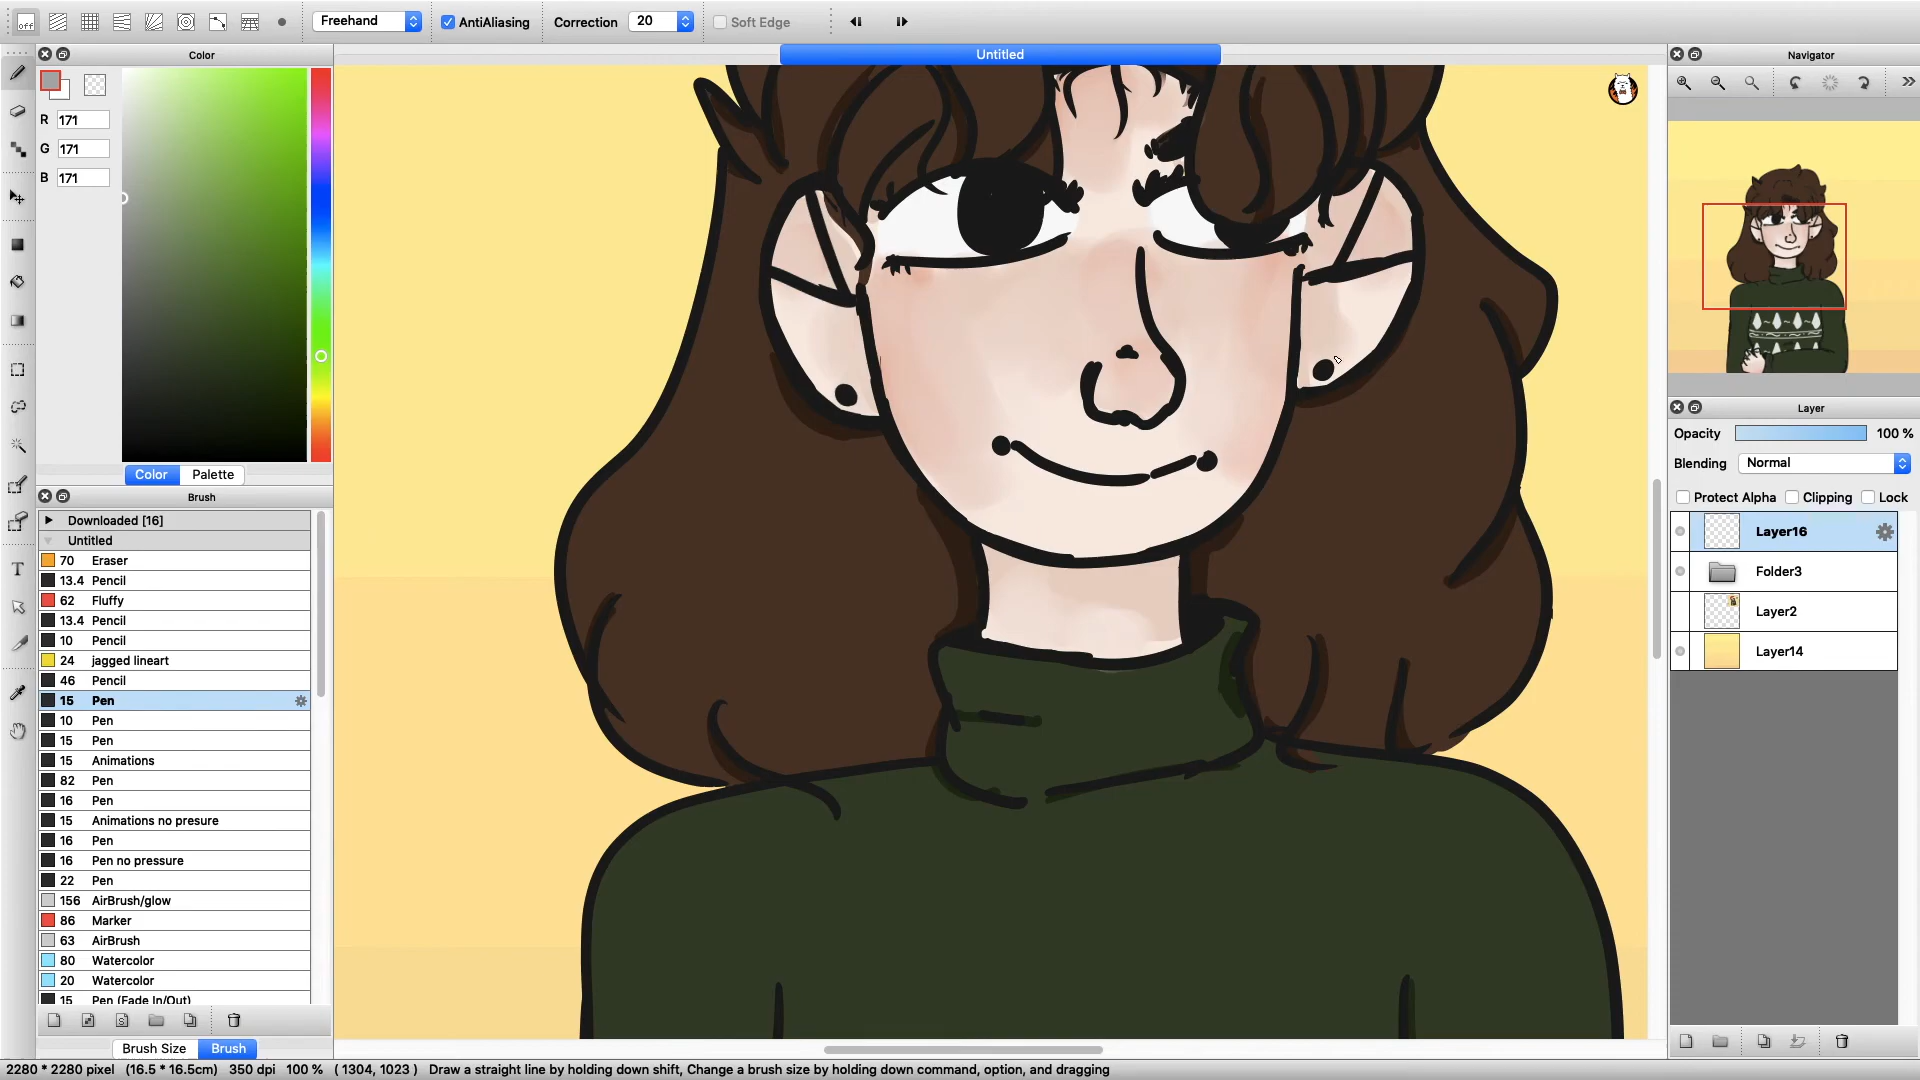 off Freehand AntiAliasing Correction 20 Soft Edge
Untitled
Color
R 171
G 171
B 171
Color Palette
Brush
Downloaded [16]
Untitled
70 Eraser
13.4 Pencil
62 Fluffy
13.4 Pencil
10 Pencil
24 jagged lineart
46 Pencil
15 Pen
10 Pen
15 Pen
15 Animations
82 Pen
16 Pen
15 Animations no presure
16 Pen
16 Pen no pressure
22 Pen
156 AirBrush/glow
86 Marker
63 AirBrush
80 Watercolor
20 Watercolor
15 Pen (Fade In/Out)
Brush Size Brush
Navigator
Layer
Opacity 100 %
Blending Normal
Protect Alpha Clipping Lock
Layer16
Folder3
Layer2
Layer14
2280 * 2280 pixel (16.5 * 16.5cm) 350 dpi 100 % ( 1304, 1023 ) Draw a straight line by holding down shift, Change a brush size by holding down command, option, and dragging